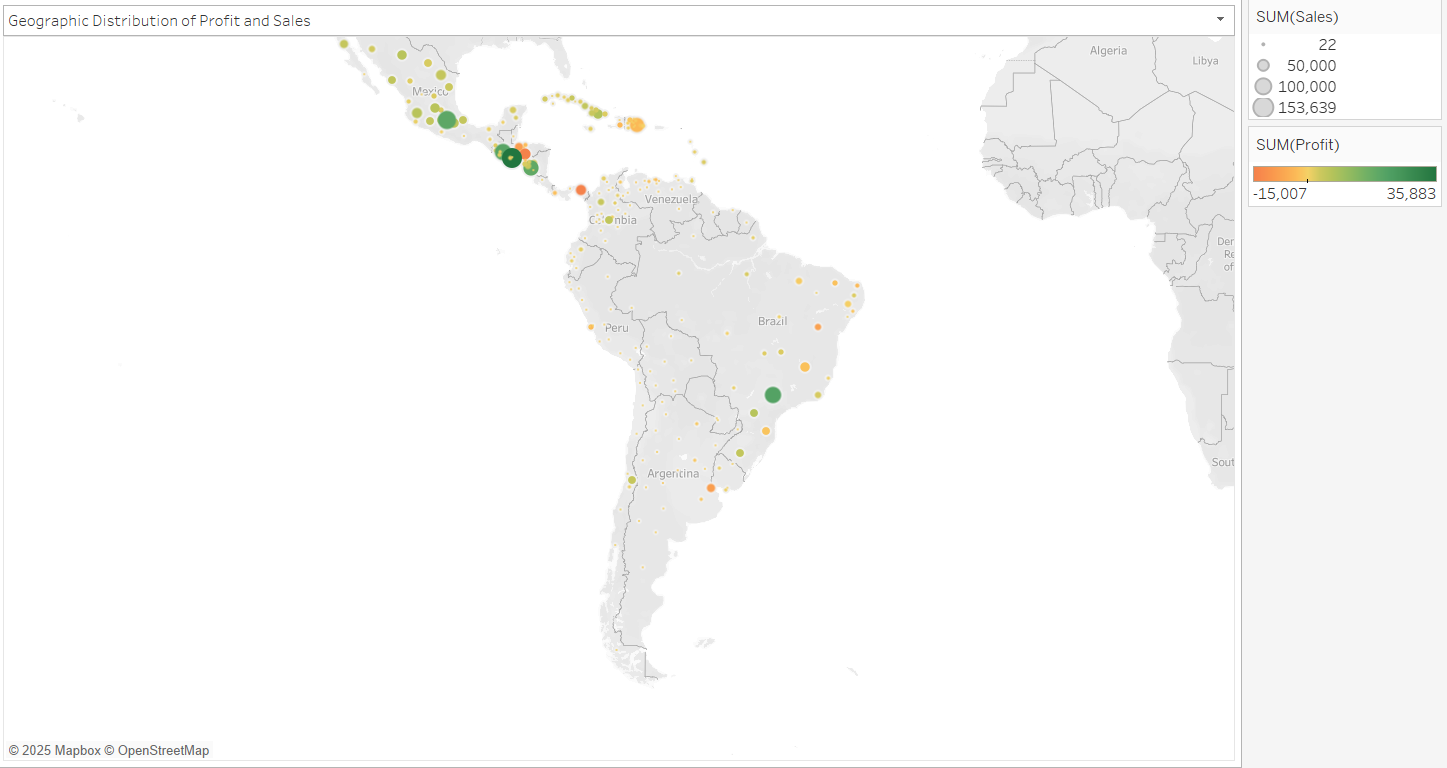 Geographic Distribution of Profit and Sales
SUM(Sales)
22
50,000
100,000
153,639
SUM(Profit)
-15,007 35,883
Algeria
Libya
Mexico
Venezuela
Colombia
Der
Re
of
Brazil
Peru
Argentina
Sout
© 2025 Mapbox © OpenStreetMap